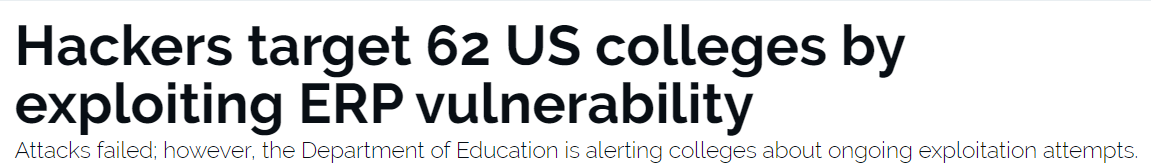 Hackers target 62 US colleges by
exploiting ERP vulnerability
Attacks failed; however, the Department of Education is alerting colleges about ongoing exploitation attempts.